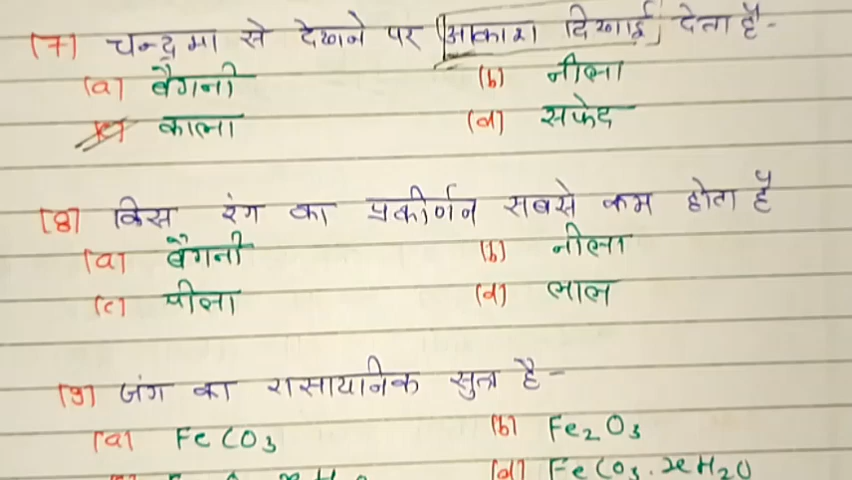 (7) चन्द्रमा से देखने पर आकाश दिखाई देता है-
(a) बैगनी (b) नीला
(c) काला (d) सफेद
(8) किस रंग का प्रकीर्णन सबसे कम होता है
(a) बैगनी (b) नीला
(c) पीला (d) लाल
(9) जंग का रासायनिक सुत्र है -
(a) FeCO3 (b) Fe2O3
(d) FeCO3.xH2O